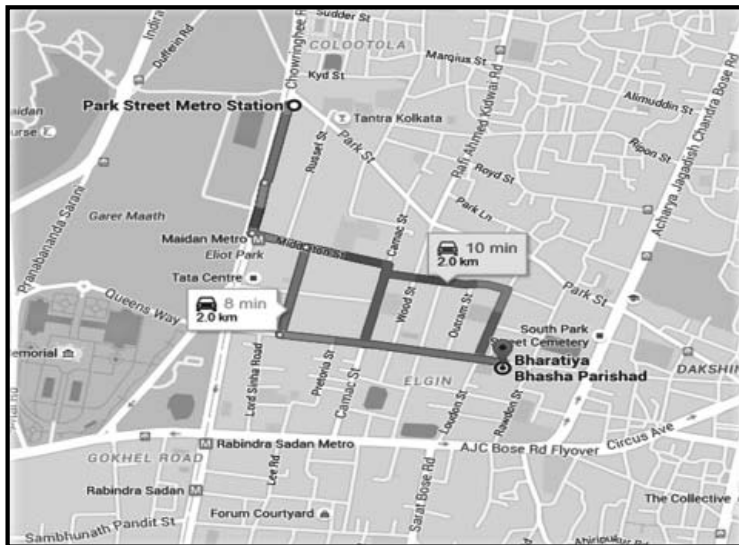 Sudder St
Indira
Dufferin Rd
Chowringhee Rd
COLOOTOLA
Kyd St
Marqius St
Rafi Ahmed Kidwai Rd
Acharya Jagadish Chandra Bose Rd
Alimuddin St
Park Street Metro Station
Tantra Kolkata
Park St
Russel St
Ripon St
Royd St
Garer Maath
Pranabananda Sarani
Park Ln
Camac St
Maidan Metro
Eliot Park
10 min
2.0 km
Tata Centre
Queens Way
8 min
2.0 km
Wood St
Outram St
Park St
South Park
Street Cemetery
Bharatiya
Bhasha Parishad
DAKSHIN
Lord Sinha Road
Pretoria St
Camac St
ELGIN
Loudon St
Rawdon St
Rabindra Sadan Metro
AJC Bose Rd Flyover
Circus Ave
GOKHEL ROAD
Lee Rd
Rabindra Sadan
Sarat Bose Rd
The Collective
Forum Courtyard
Sambhunath Pandit St